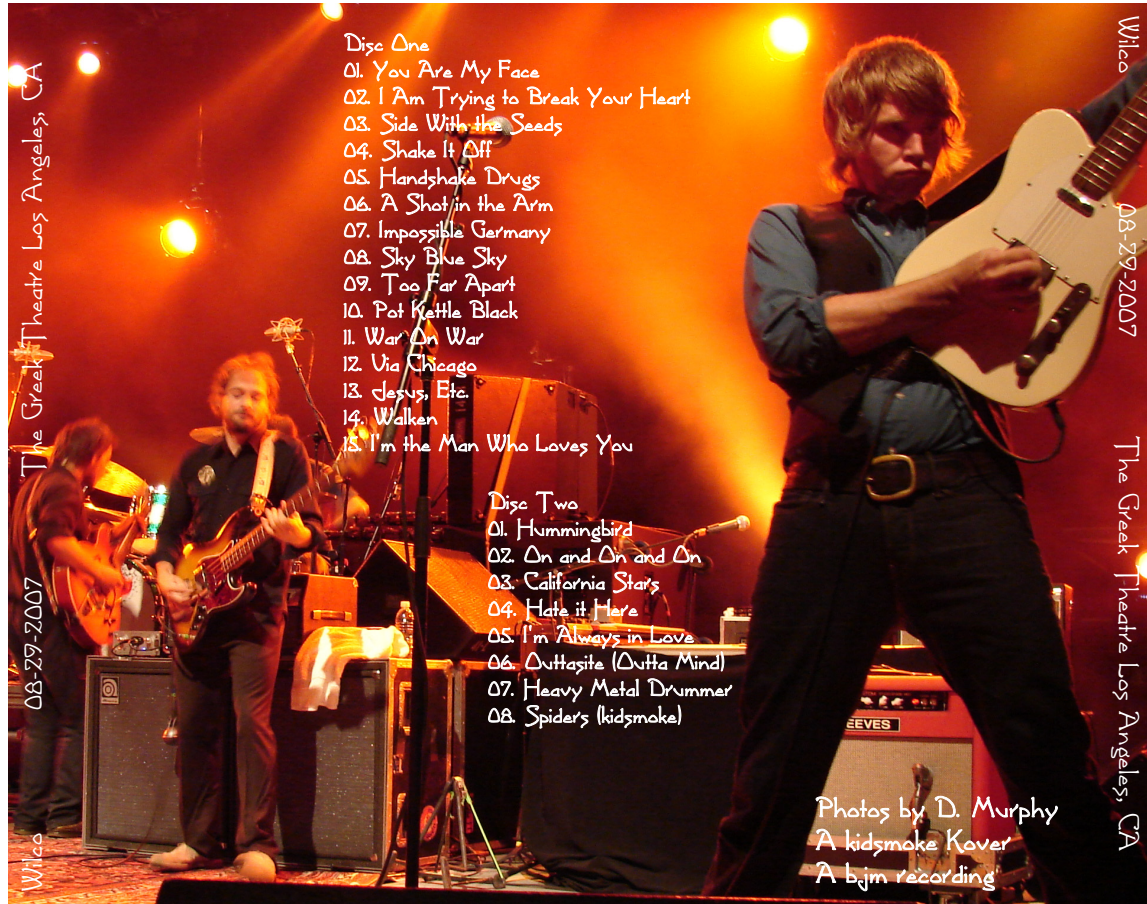 Wilco
08-29-2007
The Greek Theatre Los Angeles, CA
Disc One
01. You Are My Face
02. I Am Trying to Break Your Heart
03. Side With the Seeds
04. Shake It Off
05. Handshake Drugs
06. A Shot in the Arm
07. Impossible Germany
08. Sky Blue Sky
09. Too Far Apart
10. Pot Kettle Black
11. War On War
12. Via Chicago
13. Jesus, Etc.
14. Walken
15. I'm the Man Who Loves You
Disc Two
01. Hummingbird
02. On and On and On
03. California Stars
04. Hate it Here
05. I'm Always in Love
06. Outtasite (Outta Mind)
07. Heavy Metal Drummer
08. Spiders (kidsmoke)
EEVES
Photos by D. Murphy
A kidsmoke Kover
A bjm recording
Wilco
08-29-2007
The Greek Theatre Los Angeles, CA